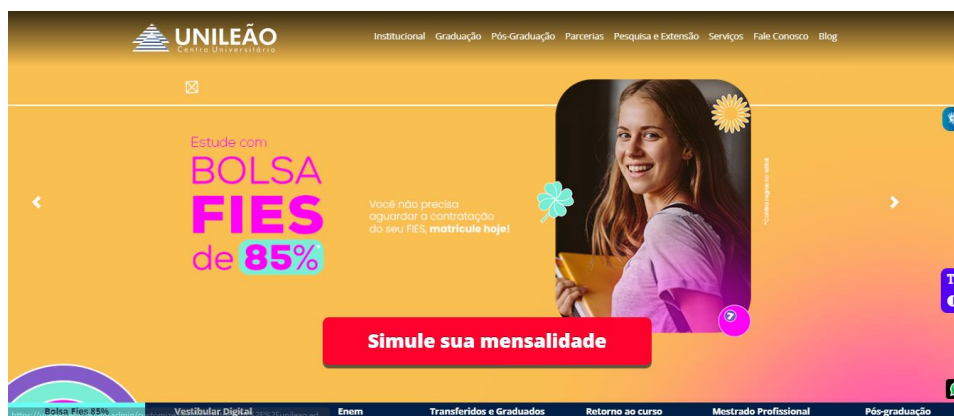 UNILEÃO
Centro Universitário
Institucional Graduação Pós-Graduação Parcerias Pesquisa e Extensão Serviços Fale Conosco Blog
Estude com
BOLSA
FIES
de 85%*
Você não precisa
aguardar a contratação
do seu FIES, matricule hoje!
Simule sua mensalidade
Bolsa Fies 85% Vestibular Digital Enem Transferidos e Graduados Retorno ao curso Mestrado Profissional Pós-graduação